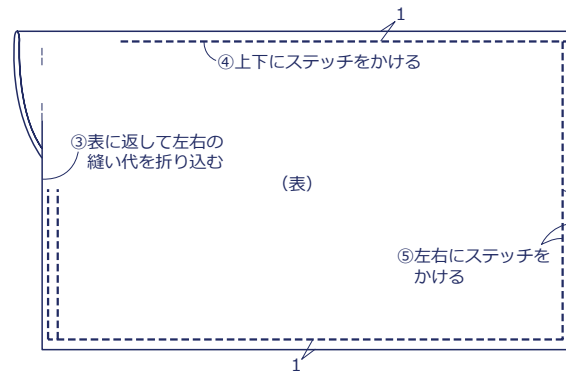 1
④上下にステッチをかける
③表に返して左右の
縫い代を折り込む
(表)
⑤左右にステッチを
かける
1